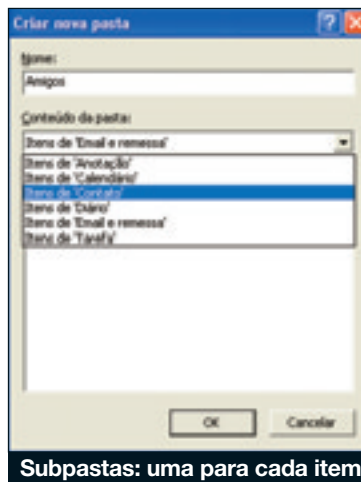 Criar nova pasta
Nome:
Amigos
Conteúdo da pasta:
Itens de 'Email e remessa'
Itens de 'Anotação'
Itens de 'Calendário'
Itens de 'Contato'
Itens de 'Diário'
Itens de 'Email e remessa'
Itens de 'Tarefa'
OK
Cancelar
Subpastas: uma para cada item